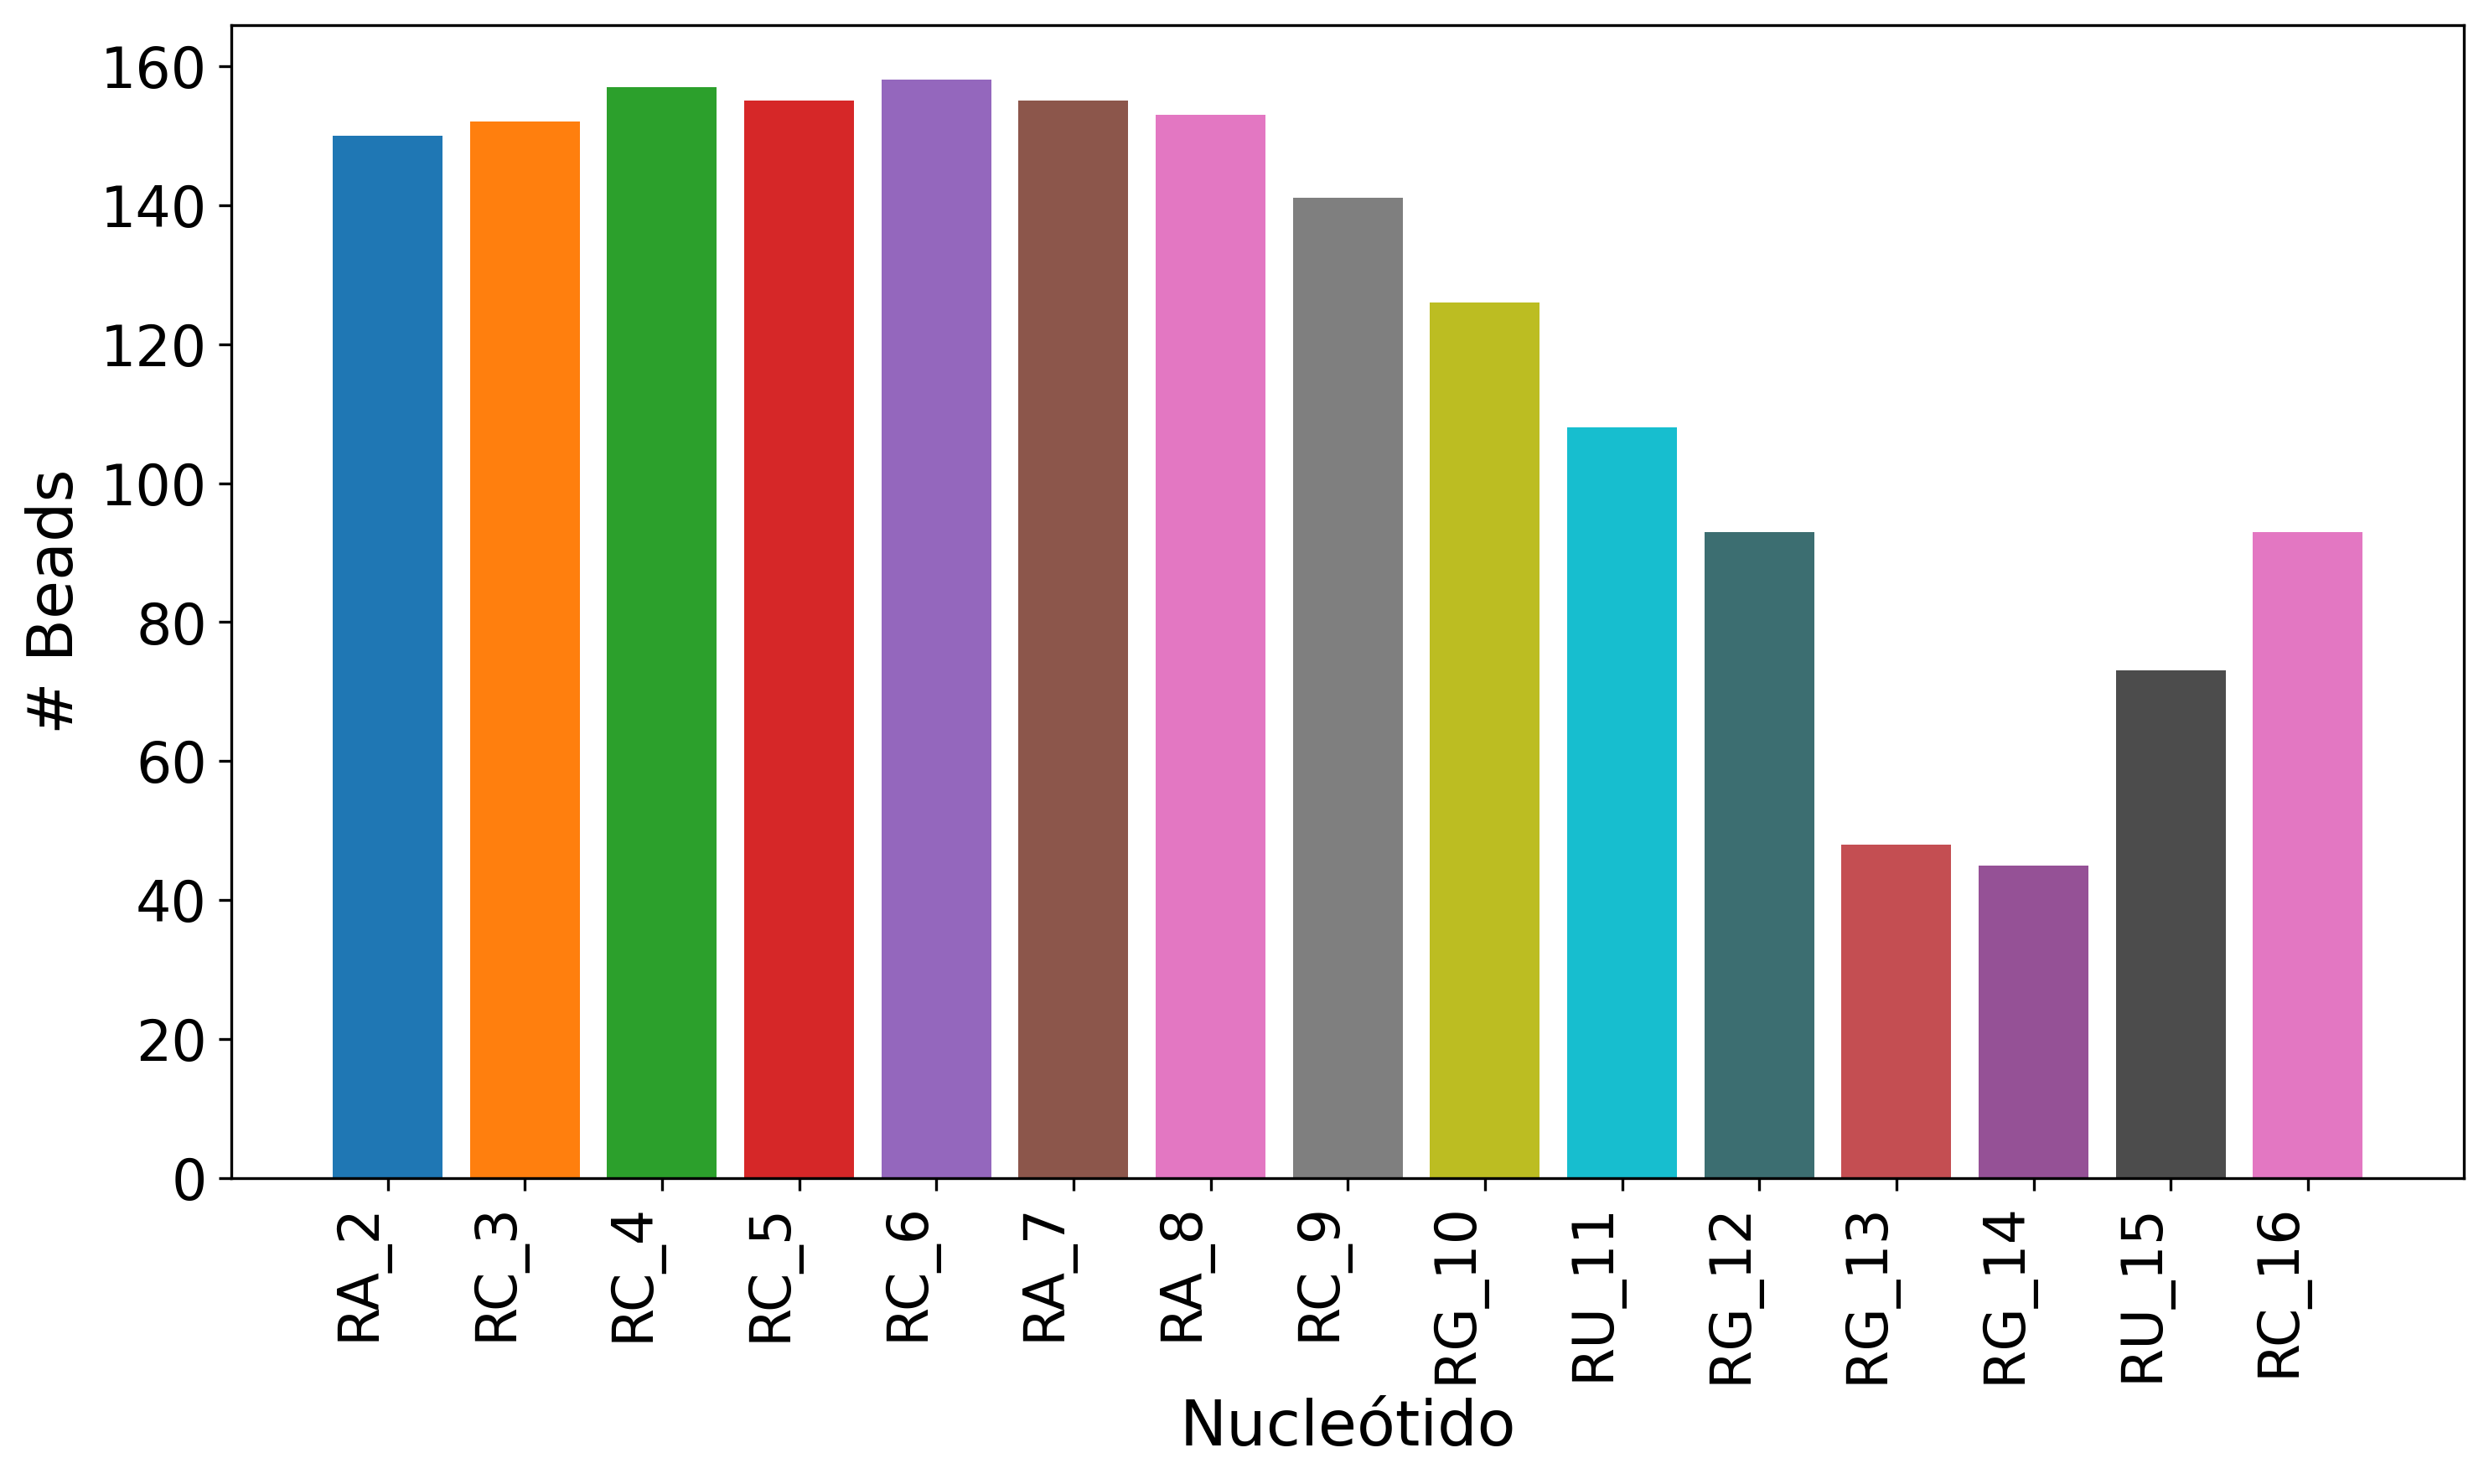 160
140
120
100
80
60
40
20
0
# Beads
RA_2
RC_3
RC_4
RC_5
RC_6
RA_7
RA_8
RC_9
RG_10
RU_11
RG_12
RG_13
RG_14
RU_15
RC_16
Nucleótido